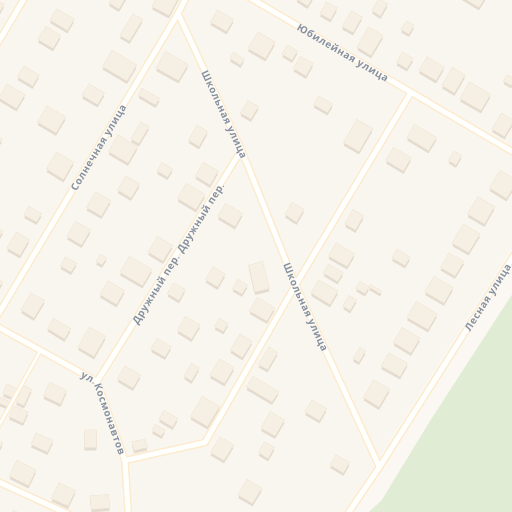 Юбилейная улица
Школьная улица
Солнечная улица
Дружный пер.
Дружный пер.
Школьная улица
Лесная улица
ул. Космонавтов